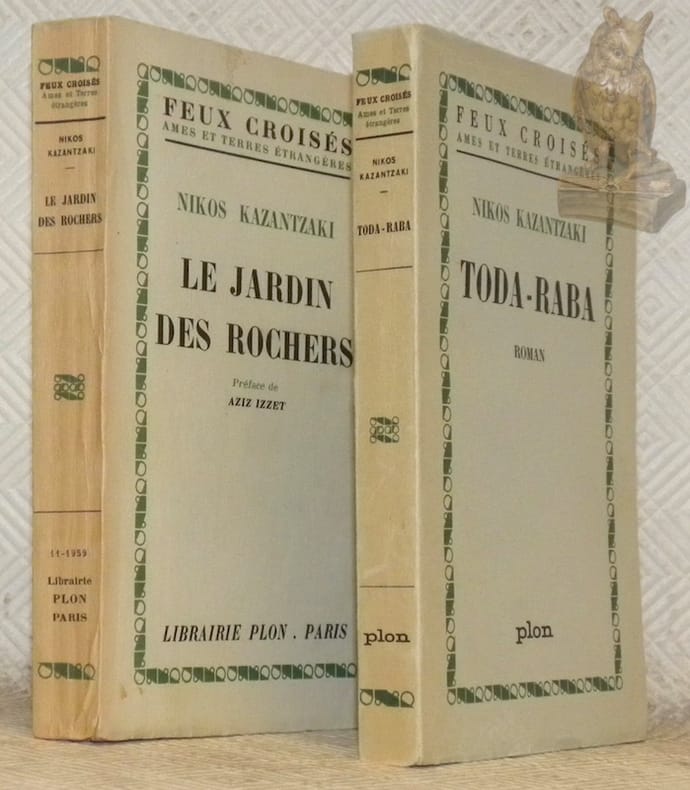 FEUX CROISÉS
Ames et Terres
étrangères
NIKOS
KAZANTZAKI
LE JARDIN
DES ROCHERS
11-1959
Librairie
PLON
PARIS
FEUX CROISÉS
AMES ET TERRES ÉTRANGÈRES
NIKOS KAZANTZAKI
LE JARDIN
DES ROCHERS
Préface de
AZIZ IZZET
LIBRAIRIE PLON . PARIS
FEUX CROISÉS
Ames et Terres
étrangères
NIKOS
KAZANTZAKI
TODA-RABA
plon
FEUX CROISÉS
AMES ET TERRES ÉTRANGÈRES
NIKOS KAZANTZAKI
TODA-RABA
ROMAN
plon